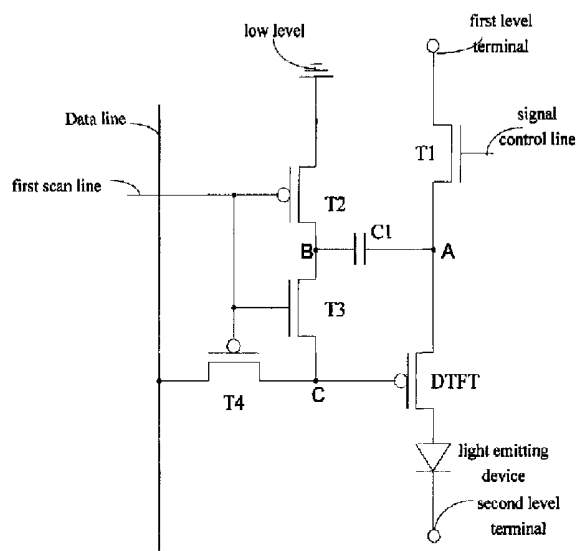 low level
first level
terminal
Data line
signal
control line
T1
first scan line
T2
C1
B
A
T3
DTFT
C
T4
light emitting
device
second level
terminal